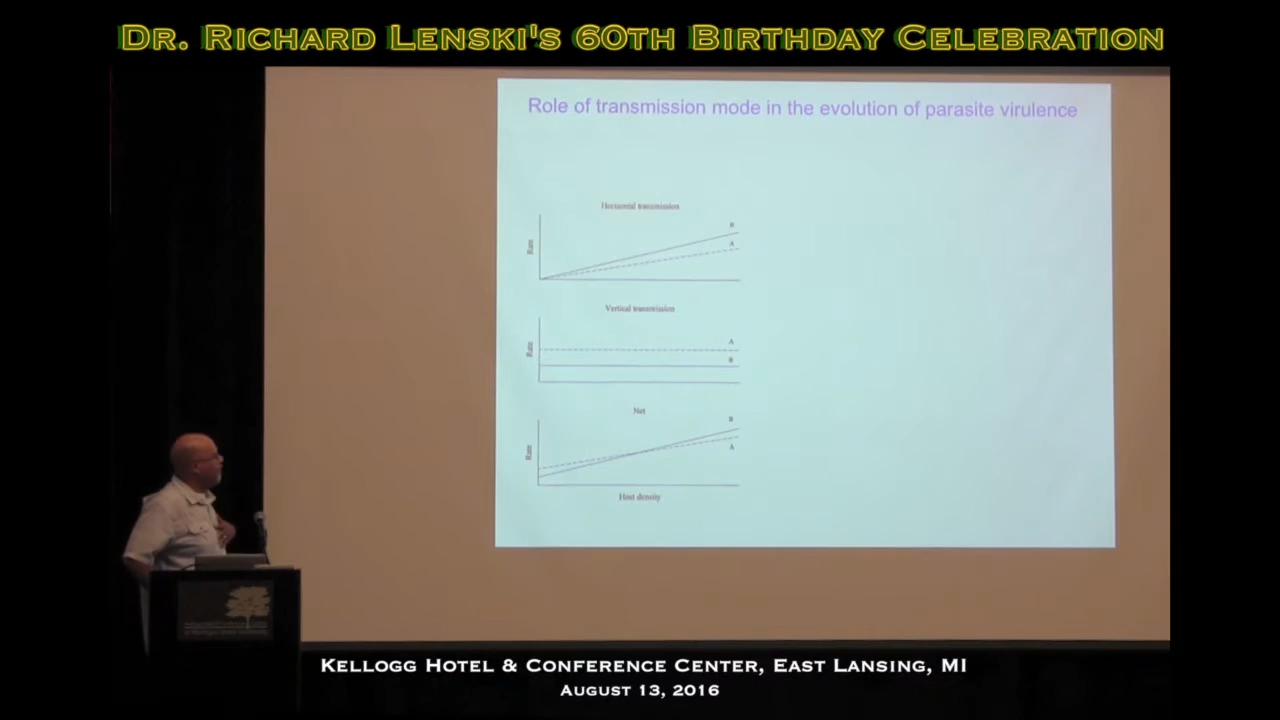 DR. RICHARD LENSKI'S 60TH BIRTHDAY CELEBRATION
Role of transmission mode in the evolution of parasite virulence
Horizontal transmission
Rate
B
A
Vertical transmission
Rate
A
B
Net
Rate
B
A
Host density
KELLOGG HOTEL & CONFERENCE CENTER, EAST LANSING, MI
AUGUST 13, 2016